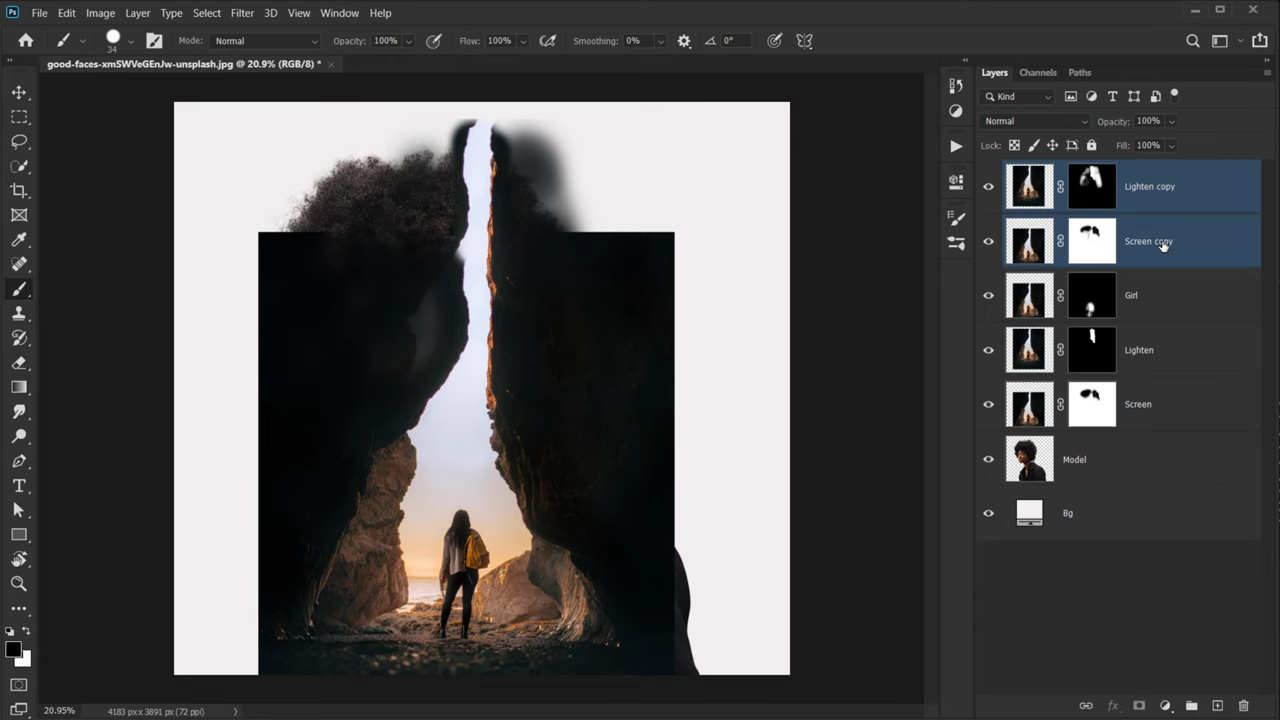 Ps File Edit Image Layer Type Select Filter 3D View Window Help
34 Mode: Normal Opacity: 100% Flow: 100% Smoothing: 0% 0°
good-faces-xmSWVeGEnJw-unsplash.jpg @ 20.9% (RGB/8) *
Layers Channels Paths
Kind
Normal Opacity: 100%
Lock: Fill: 100%
Lighten copy
Screen copy
Girl
Lighten
Screen
Model
Bg
20.95% 4183 px x 3891 px (72 ppi)